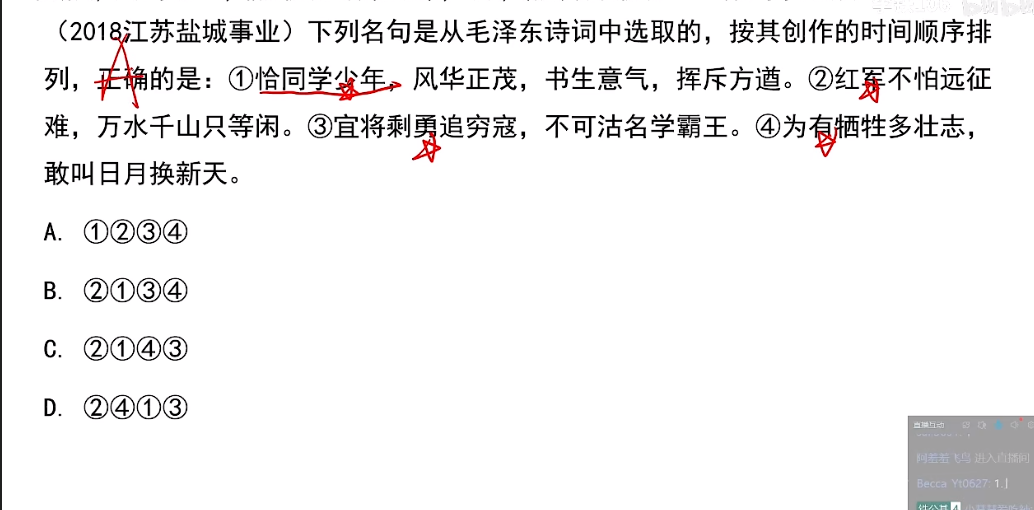 （2018江苏盐城事业）下列名句是从毛泽东诗词中选取的，按其创作的时间顺序排
列，正确的是：①恰同学少年，风华正茂，书生意气，挥斥方遒。②红军不怕远征
难，万水千山只等闲。③宜将剩勇追穷寇，不可沽名学霸王。④为有牺牲多壮志，
敢叫日月换新天。
A
A. ①②③④
B. ②①③④
C. ②①④③
D. ②④①③
直播互动
阿差差飞鸟 进入直播间
Becca Yt0627: 1.